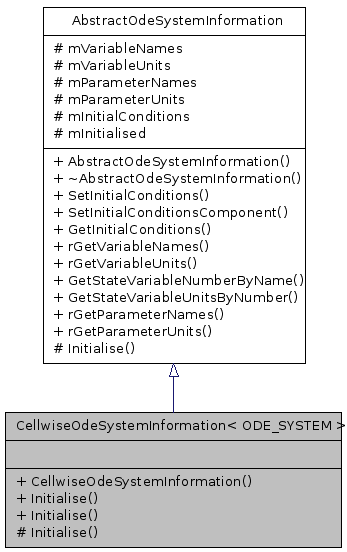 AbstractOdeSystemInformation
# mVariableNames
# mVariableUnits
# mParameterNames
# mParameterUnits
# mInitialConditions
# mInitialised
+ AbstractOdeSystemInformation()
+ ~AbstractOdeSystemInformation()
+ SetInitialConditions()
+ SetInitialConditionsComponent()
+ GetInitialConditions()
+ rGetVariableNames()
+ rGetVariableUnits()
+ GetStateVariableNumberByName()
+ GetStateVariableUnitsByNumber()
+ rGetParameterNames()
+ rGetParameterUnits()
# Initialise()
CellwiseOdeSystemInformation< ODE_SYSTEM >
+ CellwiseOdeSystemInformation()
+ Initialise()
+ Initialise()
# Initialise()